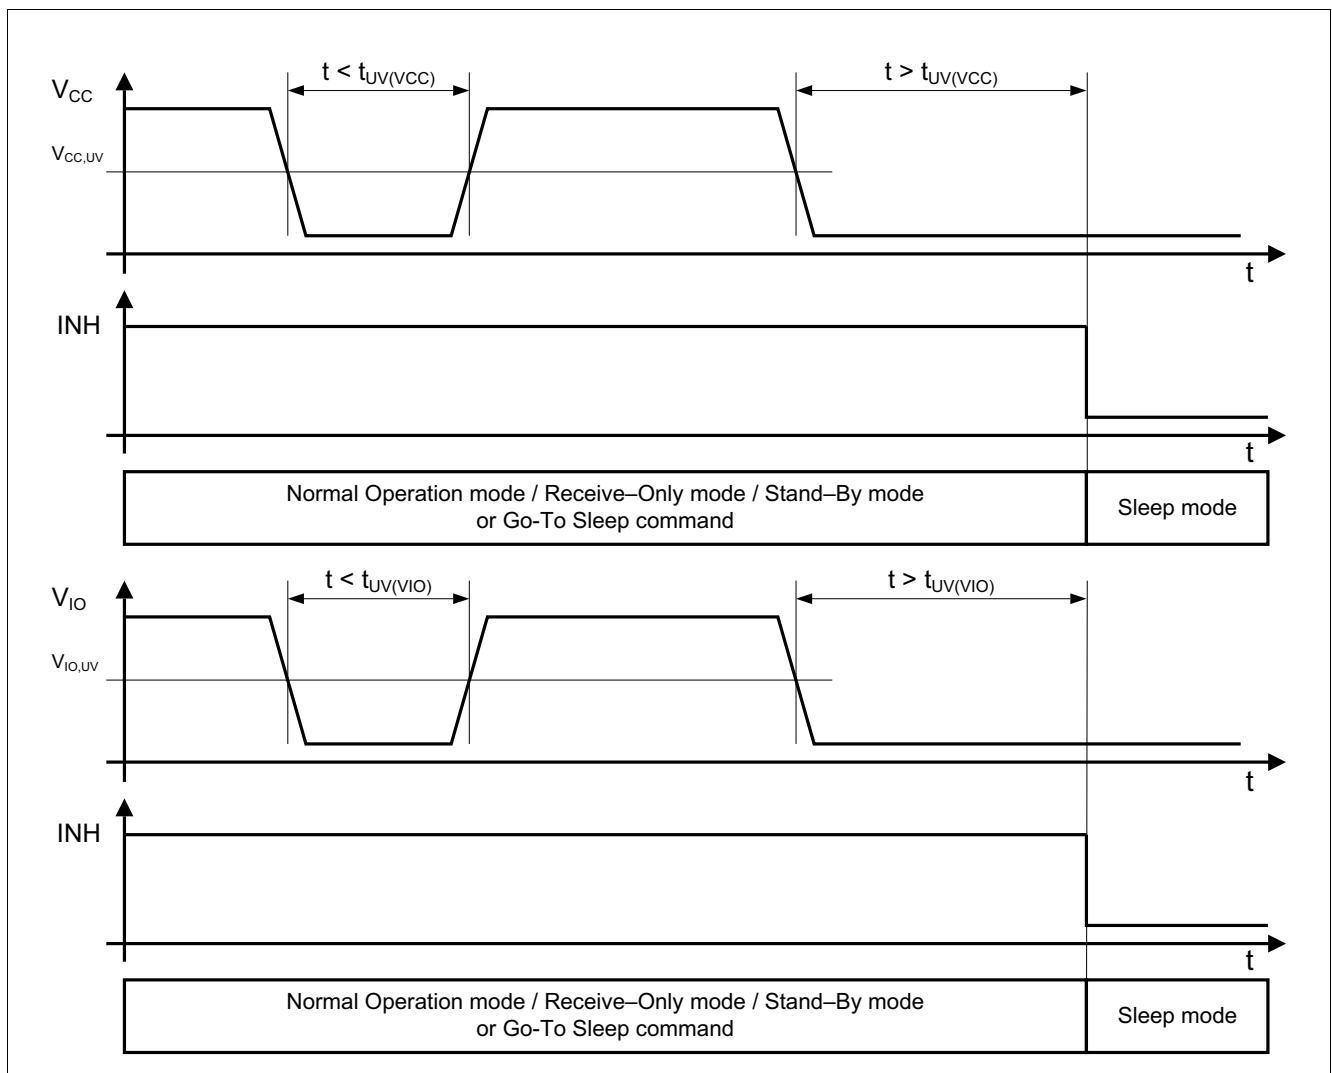 t < tUV(VCC)
t > tUV(VCC)
VCC
VCC,UV
t
INH
t
Normal Operation mode / Receive–Only mode / Stand–By mode
or Go-To Sleep command
Sleep mode
t < tUV(VIO)
t > tUV(VIO)
VIO
VIO,UV
t
INH
t
Normal Operation mode / Receive–Only mode / Stand–By mode
or Go-To Sleep command
Sleep mode